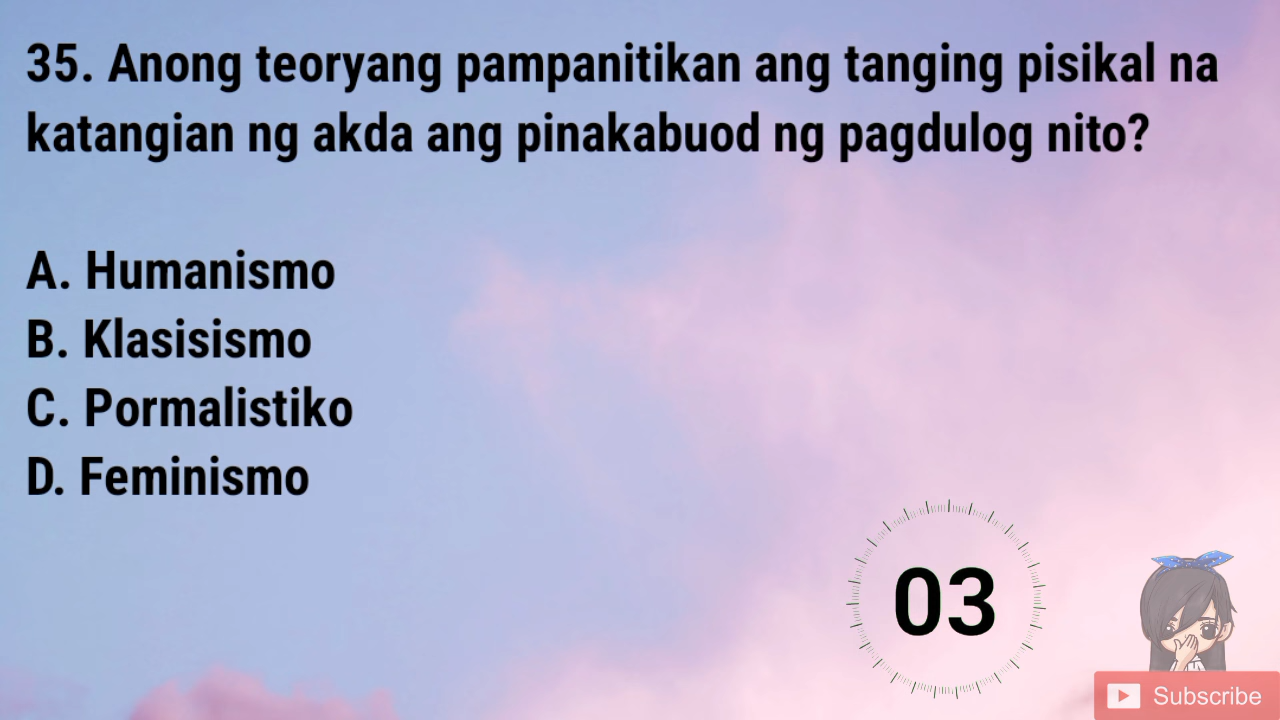 35. Anong teoryang pampanitikan ang tanging pisikal na
katangian ng akda ang pinakabuod ng pagdulog nito?
A. Humanismo
B. Klasisismo
C. Pormalistiko
D. Feminismo
03
Subscribe